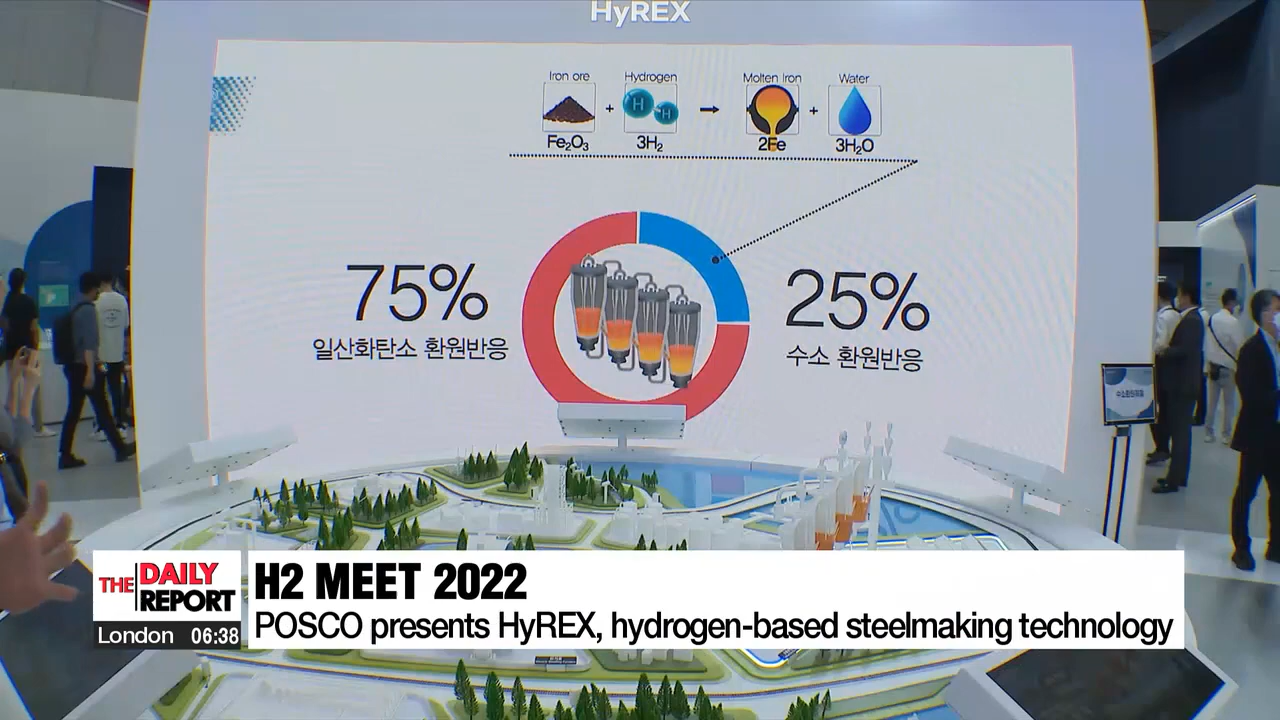 HyREX
Iron ore + Hydrogen → Molten Iron + Water
H H
Fe₂O₃ 3H₂ 2Fe 3H₂O
75% 25%
일산화탄소 환원반응 수소 환원반응
THE DAILY REPORT
H2 MEET 2022
POSCO presents HyREX, hydrogen-based steelmaking technology
London 06:38